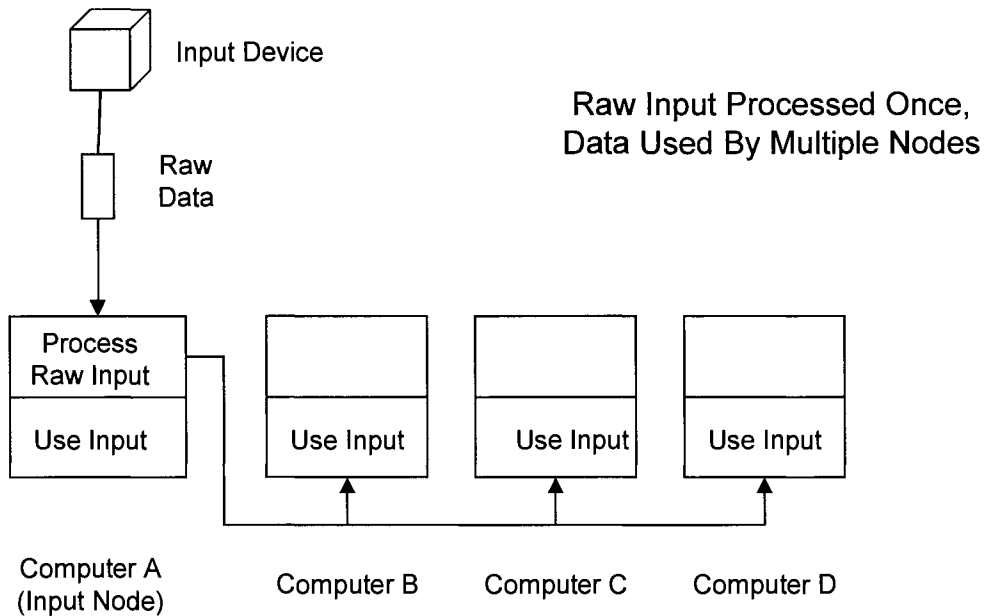 Input Device
Raw Input Processed Once,
Data Used By Multiple Nodes
Raw
Data
Process
Raw Input
Use Input
Use Input
Use Input
Use Input
Computer A
(Input Node)
Computer B
Computer C
Computer D